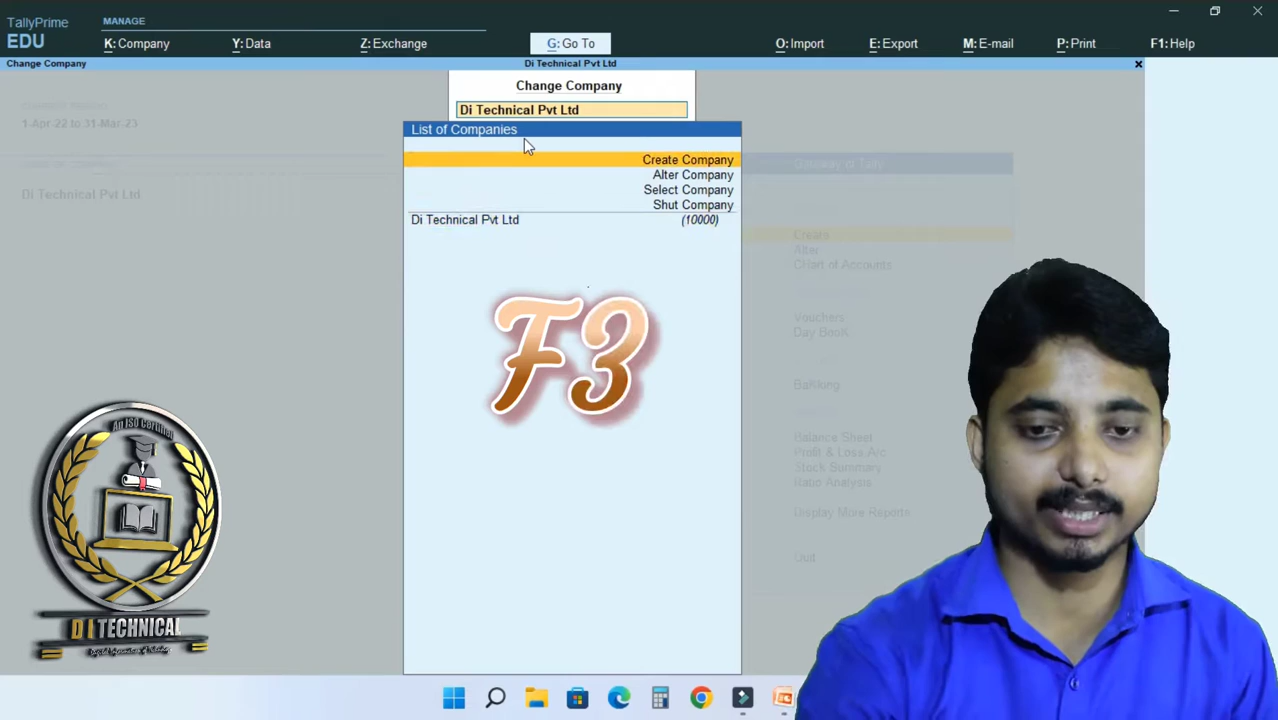 TallyPrime
EDU
MANAGE
K: Company
Y: Data
Z: Exchange
G: Go To
O: Import
E: Export
M: E-mail
P: Print
F1: Help
Change Company
Di Technical Pvt Ltd
Change Company
Di Technical Pvt Ltd
List of Companies
Create Company
Alter Company
Select Company
Shut Company
Di Technical Pvt Ltd (10000)
1-Apr-22 to 31-Mar-23
Di Technical Pvt Ltd
Gateway of Tally
Create
Alter
CHart of Accounts
Vouchers
Day BooK
BaNking
Balance Sheet
Profit & Loss A/c
Stock Summary
Ratio Analysis
Display More Reports
Quit
F3
An ISO Certified
DI TECHNICAL